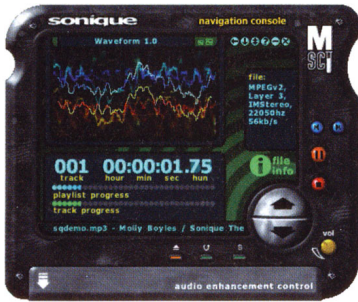 sonique
navigation console
Waveform 1.0
M
SCI
file:
MPEGv2,
Layer 3,
IMStereo,
22050hz
56kb/s
001 00:00:01.75
track hour min sec hun
playlist progress
track progress
i file
info
vol
sqdemo.mp3 - Molly Boyles / Sonique The
U S
audio enhancement control